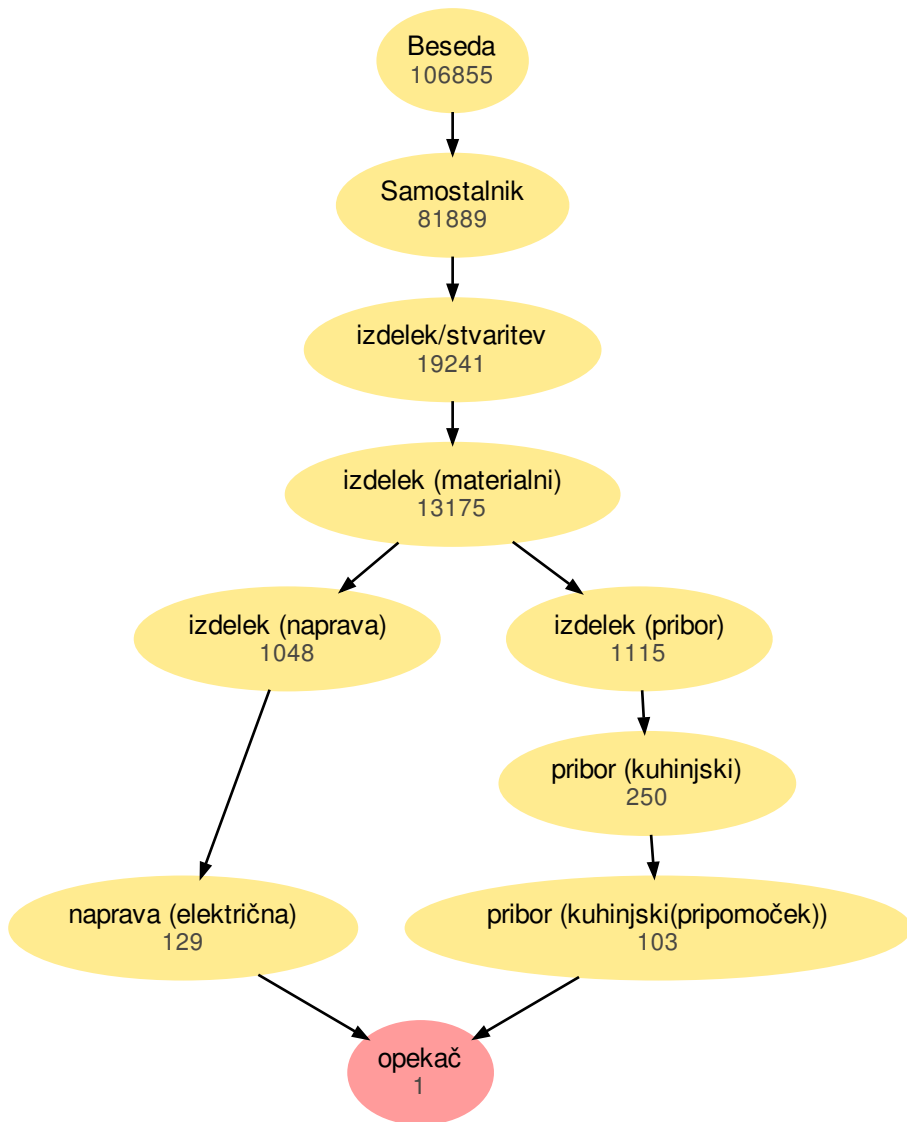 Beseda
106855
Samostalnik
81889
izdelek/stvaritev
19241
izdelek (materialni)
13175
izdelek (naprava)
1048
izdelek (pribor)
1115
pribor (kuhinjski)
250
naprava (električna)
129
pribor (kuhinjski(pripomoček))
103
opekač
1